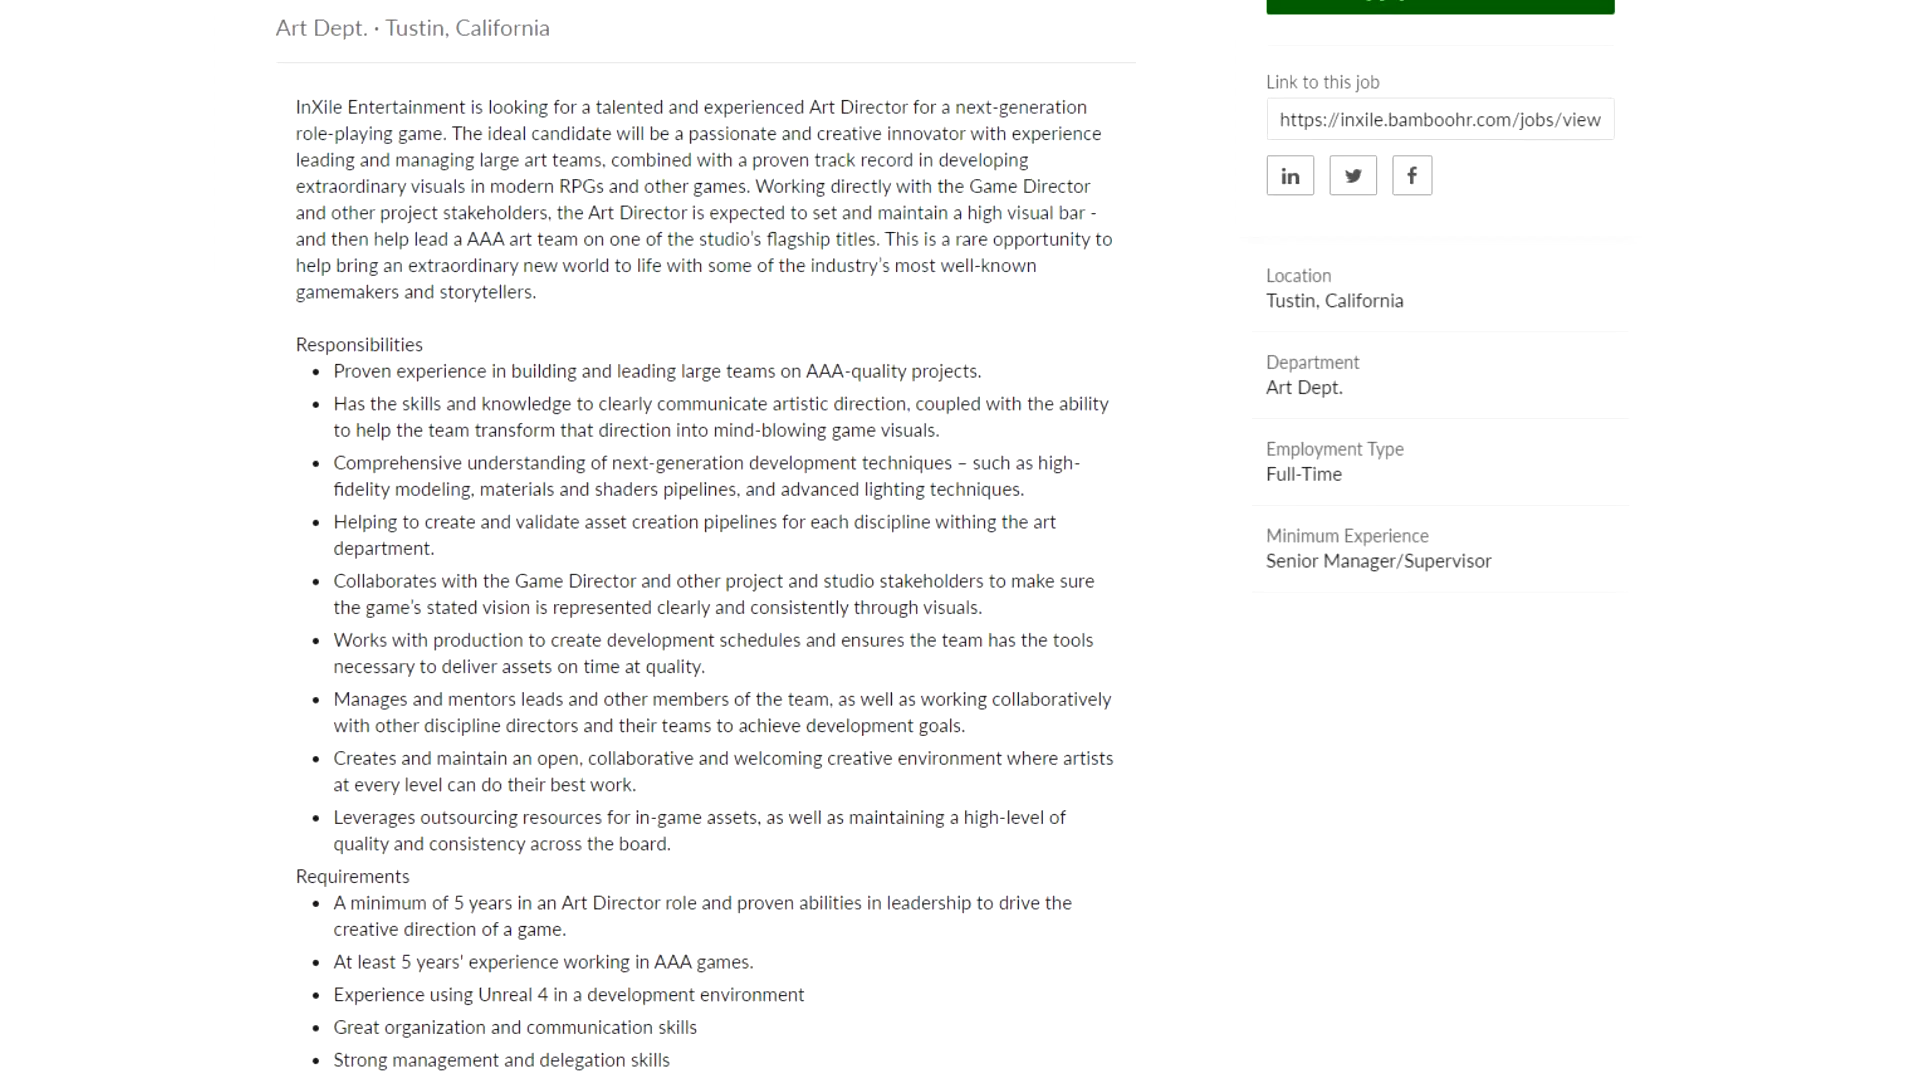 Art Dept. · Tustin, California
InXile Entertainment is looking for a talented and experienced Art Director for a next-generation
role-playing game. The ideal candidate will be a passionate and creative innovator with experience
leading and managing large art teams, combined with a proven track record in developing
extraordinary visuals in modern RPGs and other games. Working directly with the Game Director
and other project stakeholders, the Art Director is expected to set and maintain a high visual bar -
and then help lead a AAA art team on one of the studio's flagship titles. This is a rare opportunity to
help bring an extraordinary new world to life with some of the industry's most well-known
gamemakers and storytellers.
Responsibilities
• Proven experience in building and leading large teams on AAA-quality projects.
• Has the skills and knowledge to clearly communicate artistic direction, coupled with the ability
to help the team transform that direction into mind-blowing game visuals.
• Comprehensive understanding of next-generation development techniques – such as high-
fidelity modeling, materials and shaders pipelines, and advanced lighting techniques.
• Helping to create and validate asset creation pipelines for each discipline withing the art
department.
• Collaborates with the Game Director and other project and studio stakeholders to make sure
the game's stated vision is represented clearly and consistently through visuals.
• Works with production to create development schedules and ensures the team has the tools
necessary to deliver assets on time at quality.
• Manages and mentors leads and other members of the team, as well as working collaboratively
with other discipline directors and their teams to achieve development goals.
• Creates and maintain an open, collaborative and welcoming creative environment where artists
at every level can do their best work.
• Leverages outsourcing resources for in-game assets, as well as maintaining a high-level of
quality and consistency across the board.
Requirements
• A minimum of 5 years in an Art Director role and proven abilities in leadership to drive the
creative direction of a game.
• At least 5 years' experience working in AAA games.
• Experience using Unreal 4 in a development environment
• Great organization and communication skills
• Strong management and delegation skills
Link to this job
https://inxile.bamboohr.com/jobs/view
Location
Tustin, California
Department
Art Dept.
Employment Type
Full-Time
Minimum Experience
Senior Manager/Supervisor